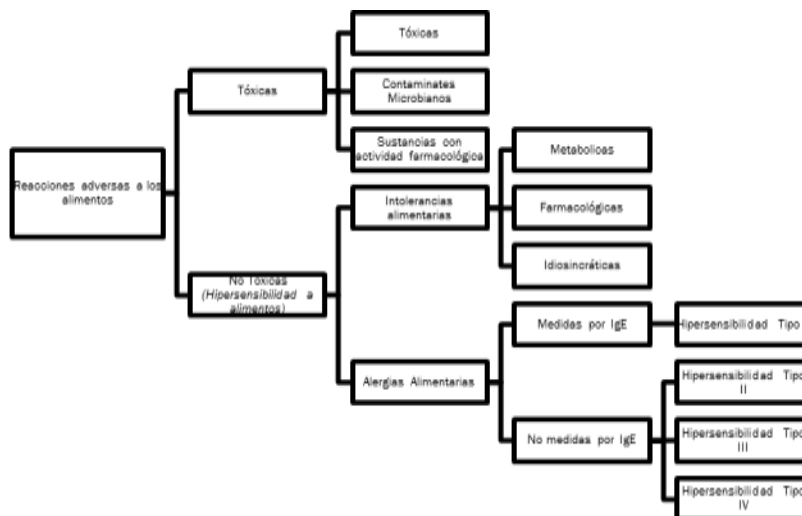 Reacciones adversas a los
alimentos
Tóxicas
Tóxicas
Contaminates
Microbianos
Sustancias con
actividad farmacológica
No Tóxicas
(Hipersensibilidad a
alimentos)
Intolerancias
alimentarias
Metabolicas
Farmacológicas
Idiosincráticas
Alergias Alimentarias
Medidas por IgE
Hipersensibilidad Tipo
No medidas por IgE
Hipersensibilidad Tipo
II
Hipersensibilidad Tipo
III
Hipersensibilidad Tipo
IV